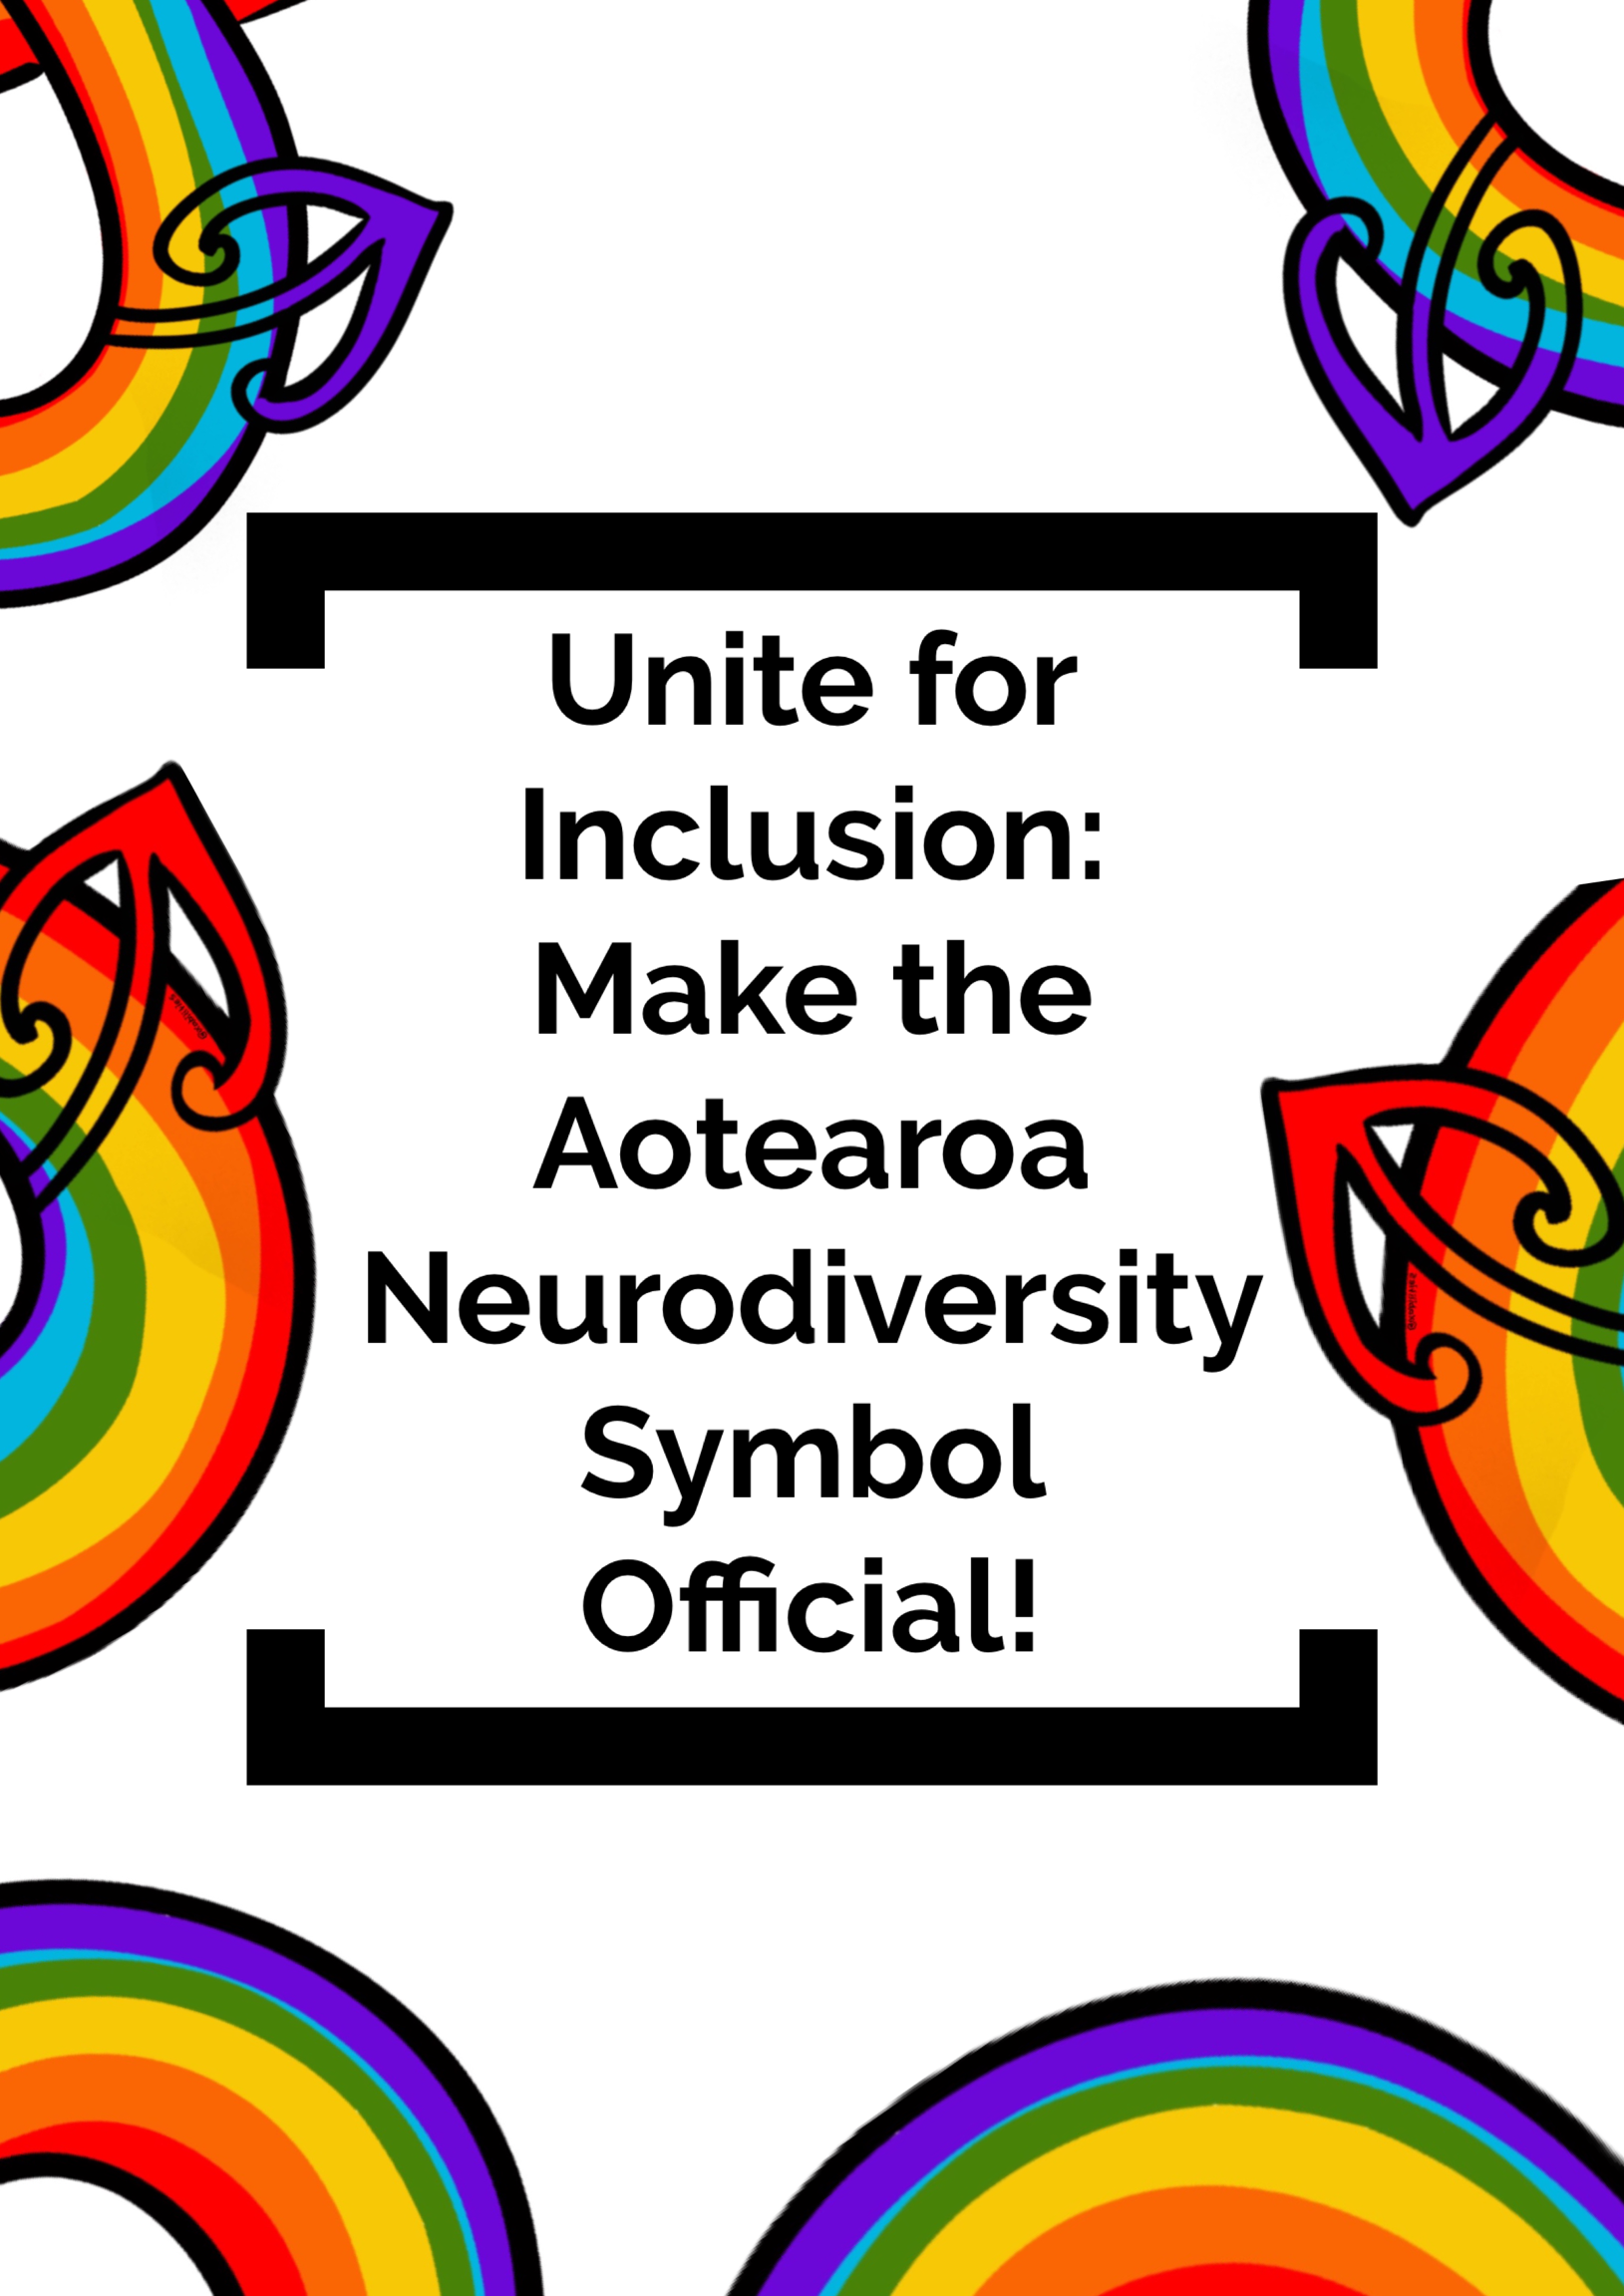 Unite for
Inclusion:
Make the
Aotearoa
Neurodiversity
Symbol
Official!